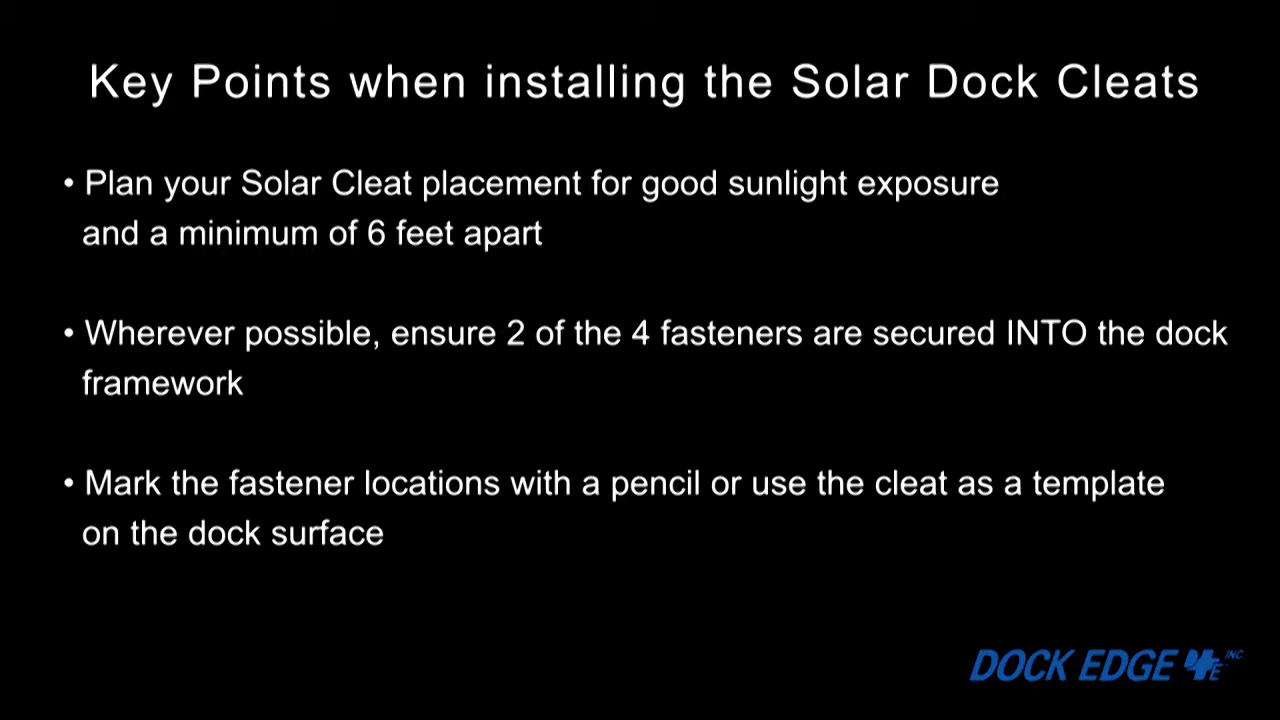 Key Points when installing the Solar Dock Cleats
• Plan your Solar Cleat placement for good sunlight exposure
and a minimum of 6 feet apart
• Wherever possible, ensure 2 of the 4 fasteners are secured INTO the dock
framework
• Mark the fastener locations with a pencil or use the cleat as a template
on the dock surface
DOCK EDGE INC.